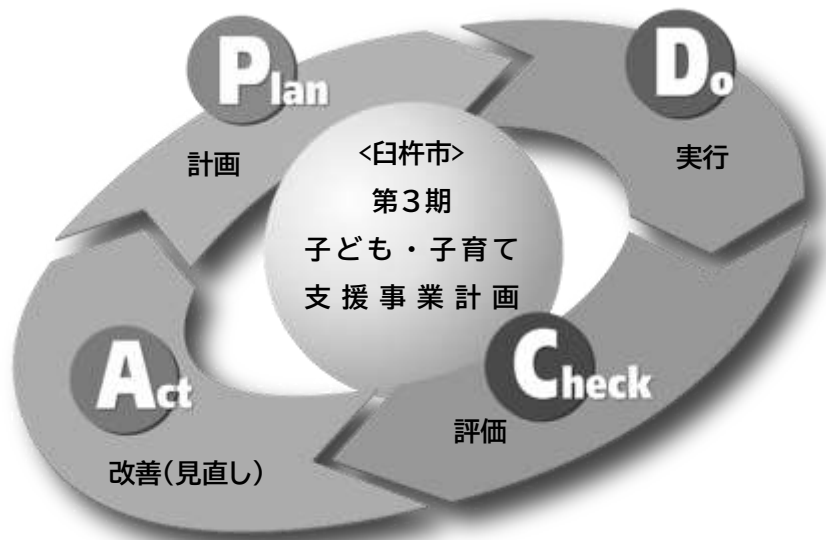 Plan
計画
Do
実行
<臼杵市>
第3期
子ども・子育て
支援事業計画
Check
評価
Act
改善(見直し)